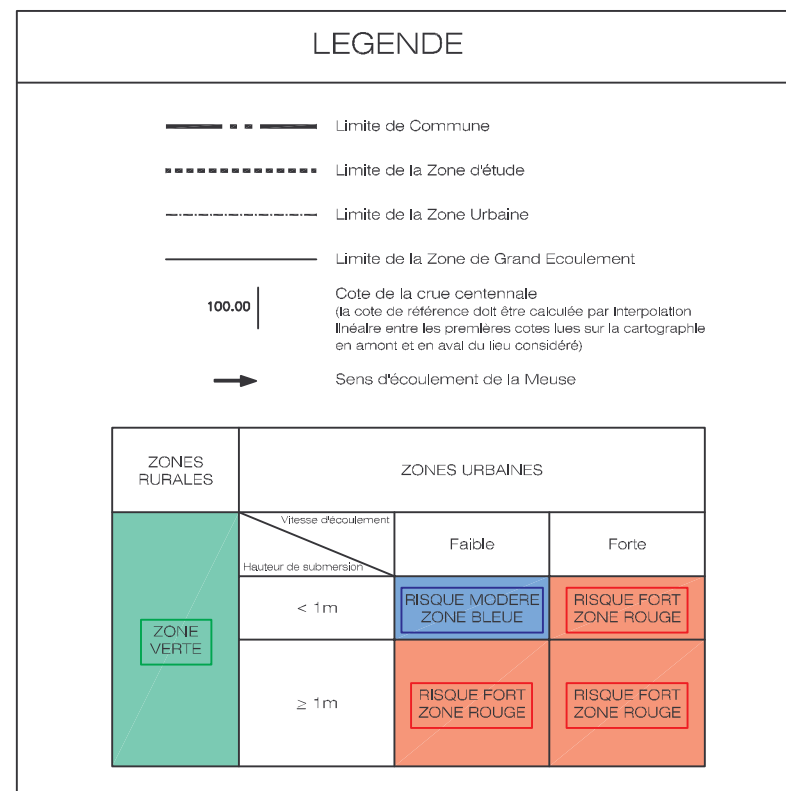 LEGENDE
Limite de Commune
Limite de la Zone d'étude
Limite de la Zone Urbaine
Limite de la Zone de Grand Ecoulement
100.00
Cote de la crue centennale
(la cote de référence doit être calculée par interpolation
linéaire entre les premières cotes lues sur la cartographie
en amont et en aval du lieu considéré)
Sens d'écoulement de la Meuse
ZONES
RURALES
ZONES URBAINES
Vitesse d'écoulement
Hauteur de submersion
Faible
Forte
< 1m
RISQUE MODERE
ZONE BLEUE
RISQUE FORT
ZONE ROUGE
ZONE
VERTE
≥ 1m
RISQUE FORT
ZONE ROUGE
RISQUE FORT
ZONE ROUGE